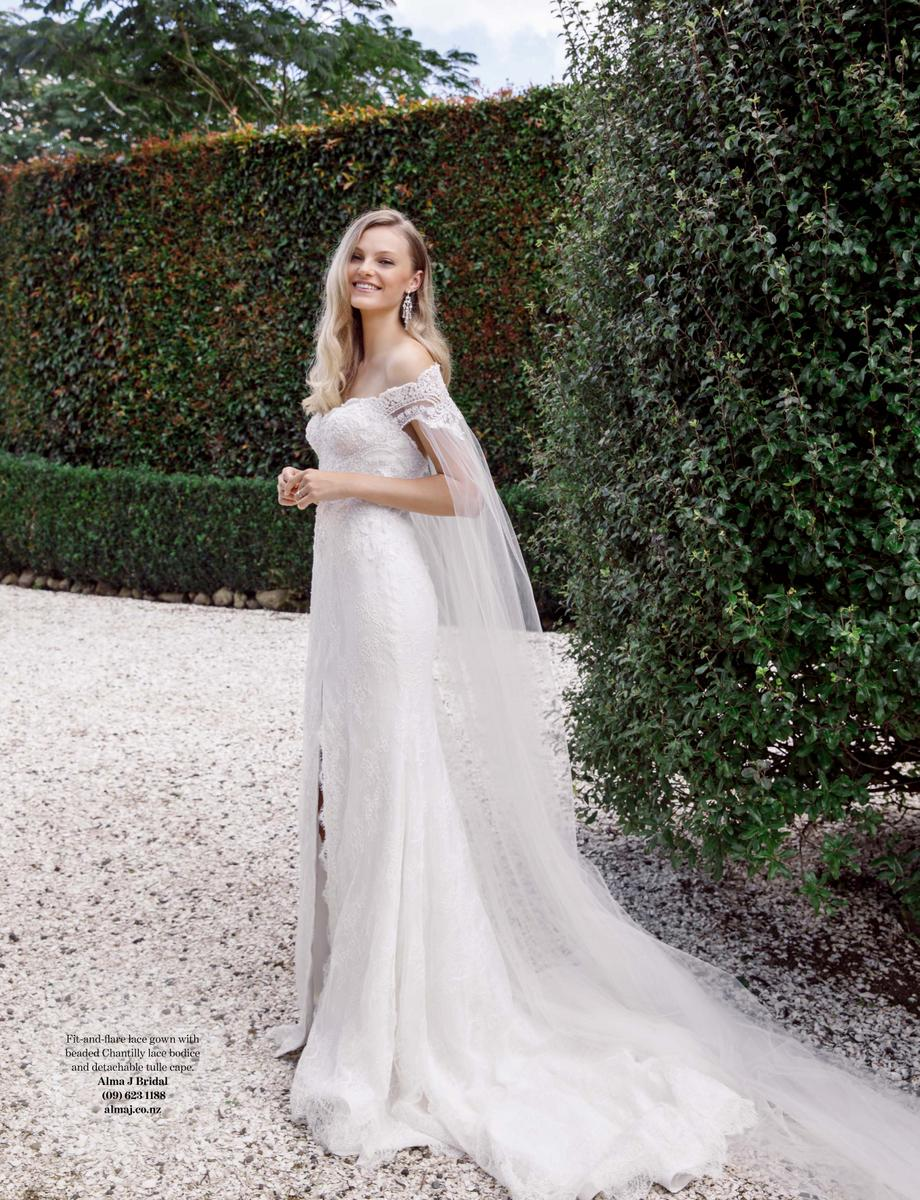 Fit-and-flare lace gown with
beaded Chantilly lace bodice
and detachable tulle cape.
Alma J Bridal
(09) 623 1188
almaj.co.nz